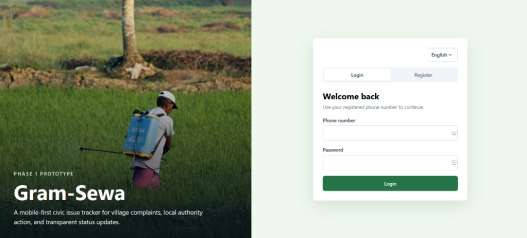 PHASE 1 PROTOTYPE
Gram-Sewa
A mobile-first civic issue tracker for village complaints, local authority
action, and transparent status updates.
English
Login
Register
Welcome back
Use your registered phone number to continue.
Phone number
Password
Login